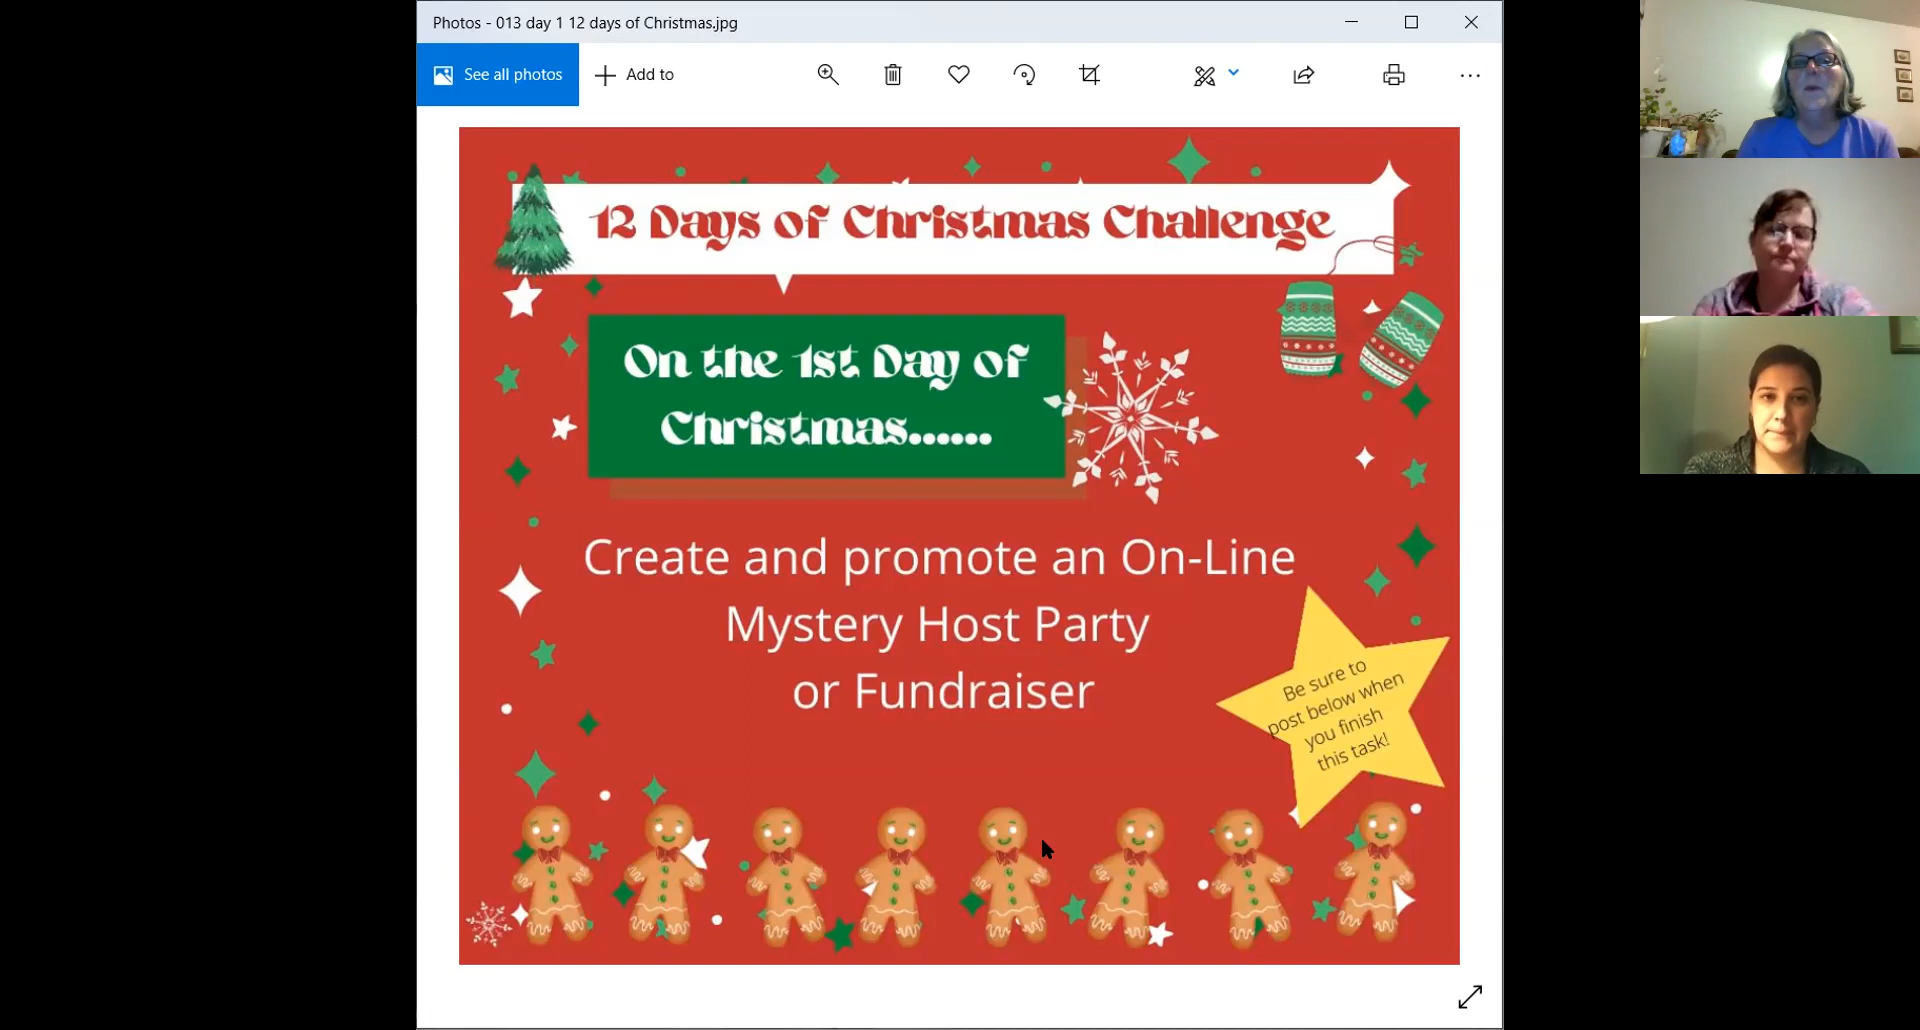 Photos - 013 day 1 12 days of Christmas.jpg
See all photos
Add to
12 Days of Christmas Challenge
On the 1st Day of
Christmas......
Create and promote an On-Line
Mystery Host Party
or Fundraiser
Be sure to
post below when
you finish
this task!